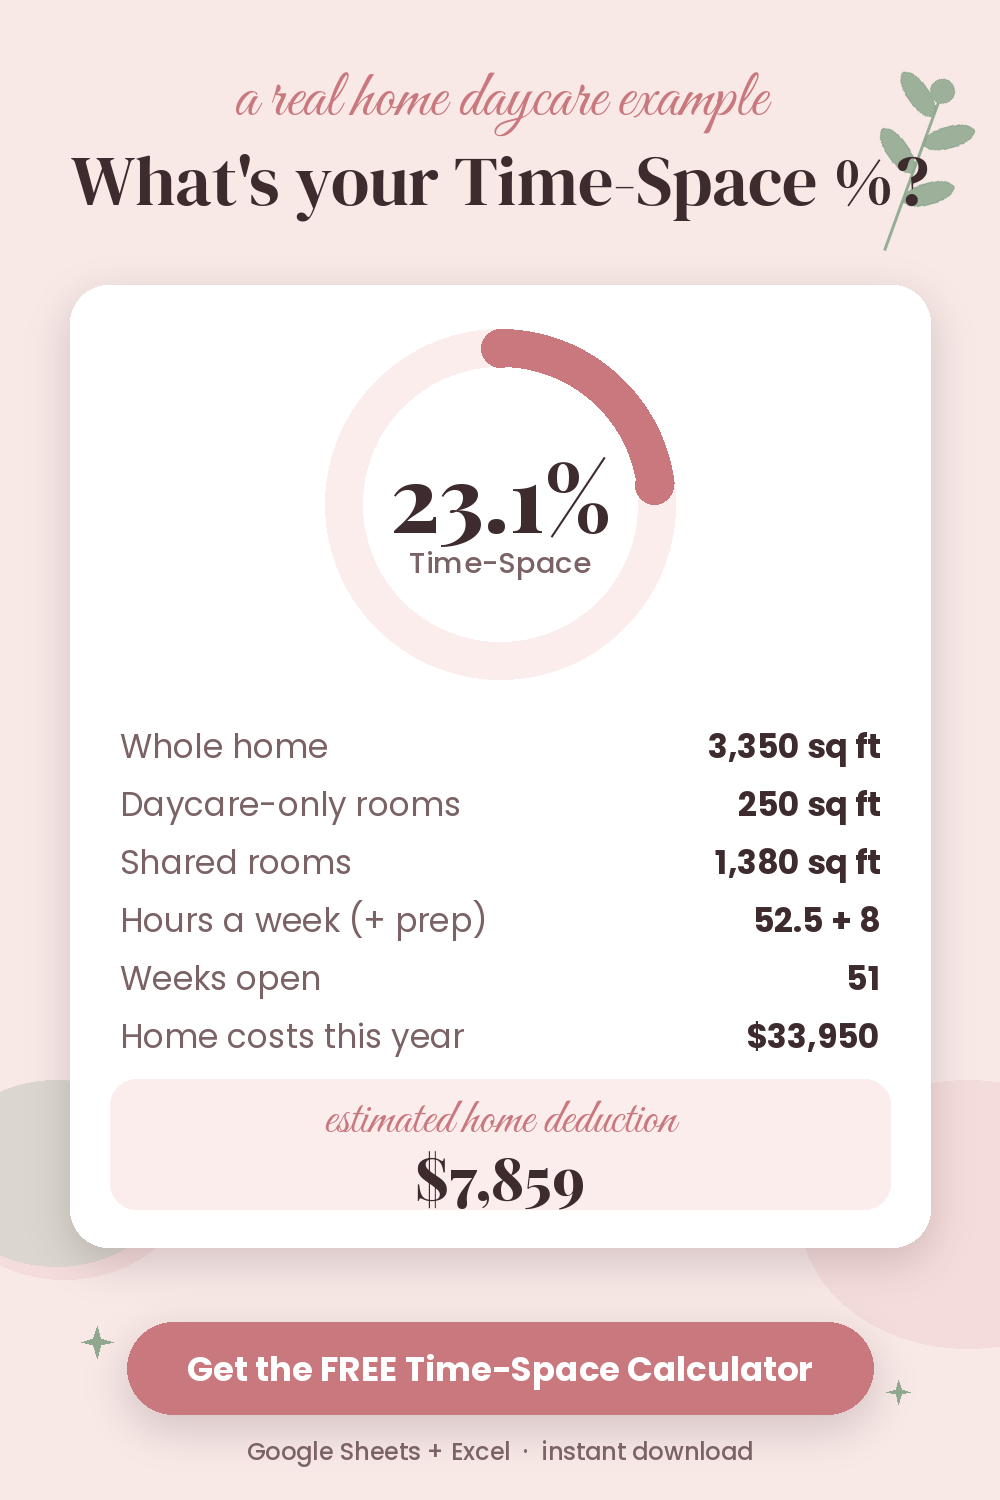 a real home daycare example
What's your Time-Space %?
23.1%
Time-Space
Whole home 3,350 sq ft
Daycare-only rooms 250 sq ft
Shared rooms 1,380 sq ft
Hours a week (+ prep) 52.5 + 8
Weeks open 51
Home costs this year $33,950
estimated home deduction
$7,859
Get the FREE Time-Space Calculator
Google Sheets + Excel · instant download